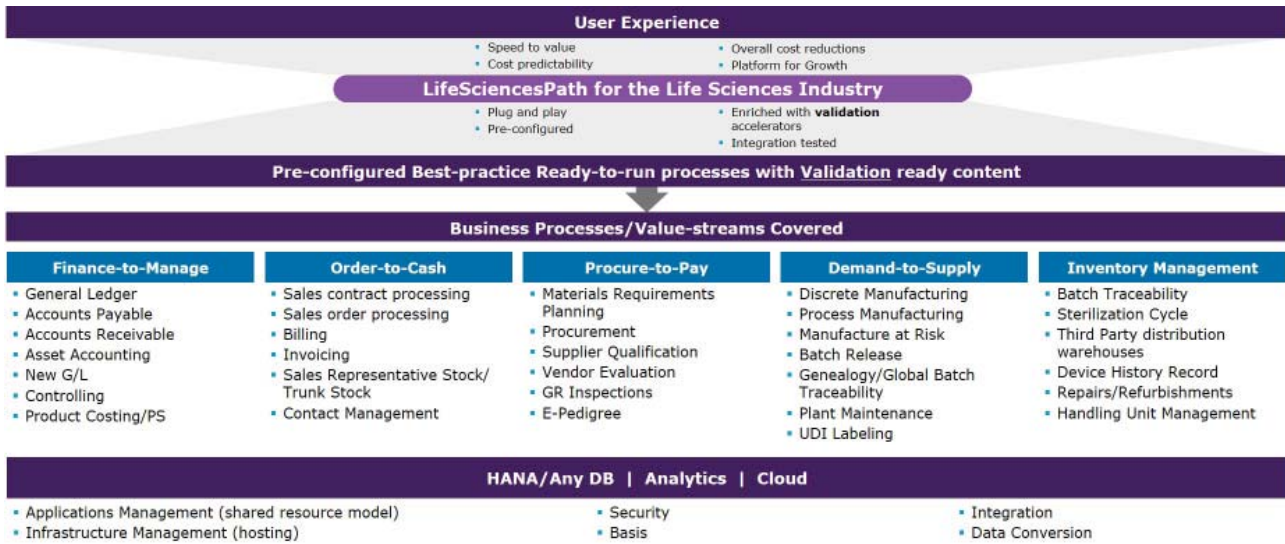 User Experience
▪ Speed to value
▪ Cost predictability
▪ Overall cost reductions
▪ Platform for Growth
LifeSciencesPath for the Life Sciences Industry
▪ Plug and play
▪ Pre-configured
▪ Enriched with validation
accelerators
▪ Integration tested
Pre-configured Best-practice Ready-to-run processes with Validation ready content
Business Processes/Value-streams Covered
Finance-to-Manage
▪ General Ledger
▪ Accounts Payable
▪ Accounts Receivable
▪ Asset Accounting
▪ New G/L
▪ Controlling
▪ Product Costing/PS
Order-to-Cash
▪ Sales contract processing
▪ Sales order processing
▪ Billing
▪ Invoicing
▪ Sales Representative Stock/
Trunk Stock
▪ Contact Management
Procure-to-Pay
▪ Materials Requirements
Planning
▪ Procurement
▪ Supplier Qualification
▪ Vendor Evaluation
▪ GR Inspections
▪ E-Pedigree
Demand-to-Supply
▪ Discrete Manufacturing
▪ Process Manufacturing
▪ Manufacture at Risk
▪ Batch Release
▪ Genealogy/Global Batch
Traceability
▪ Plant Maintenance
▪ UDI Labeling
Inventory Management
▪ Batch Traceability
▪ Sterilization Cycle
▪ Third Party distribution
warehouses
▪ Device History Record
▪ Repairs/Refurbishments
▪ Handling Unit Management
HANA/Any DB | Analytics | Cloud
▪ Applications Management (shared resource model)
▪ Infrastructure Management (hosting)
▪ Security
▪ Basis
▪ Integration
▪ Data Conversion